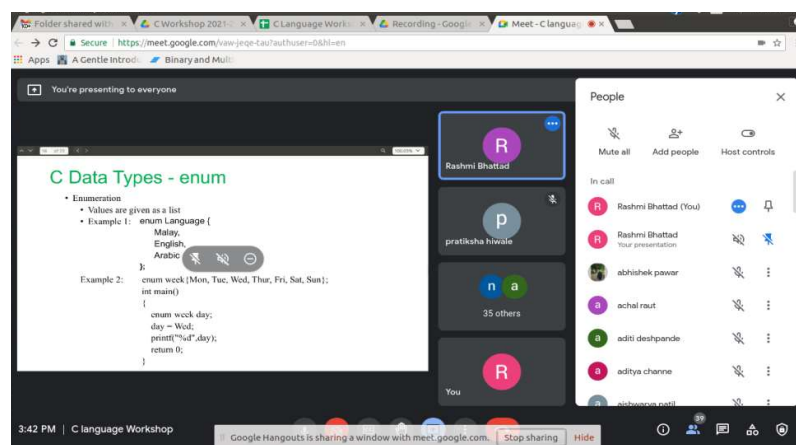 Folder shared with
C Workshop 2021-2
C Language Works
Recording - Google
Meet - C languag
Secure https://meet.google.com/vaw-jeqe-tau?authuser=0&hl=en
Apps A Gentle Introdu Binary and Mult
You're presenting to everyone
C Data Types - enum
• Enumeration
• Values are given as a list
• Example 1: enum Language {
Malay,
English,
Arabic
};
Example 2: enum week{Mon, Tue, Wed, Thur, Fri, Sat, Sun};
int main()
{
enum week day;
day = Wed;
printf("%d",day);
return 0;
}
R
Rashmi Bhattad
p
pratiksha hiwale
n a
35 others
R
You
People
Mute all Add people Host controls
In call
R Rashmi Bhattad (You)
R Rashmi Bhattad
Your presentation
abhishek pawar
a achal raut
a aditi deshpande
a aditya channe
a aishwarya patil
3:42 PM | C language Workshop
39
Google Hangouts is sharing a window with meet.google.com. Stop sharing Hide